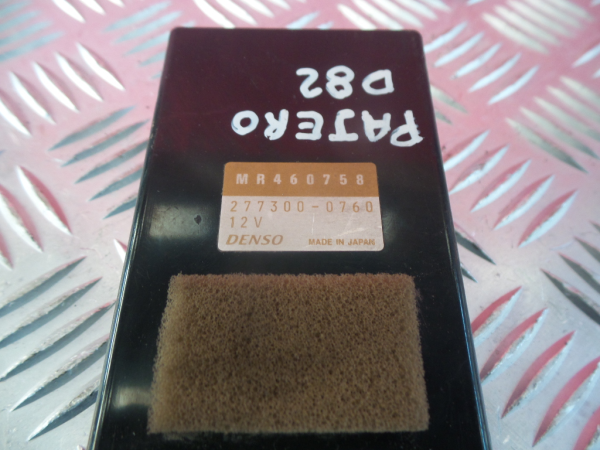 PAJERO
D82
MR460758
277300-0760
12V
DENSO MADE IN JAPAN